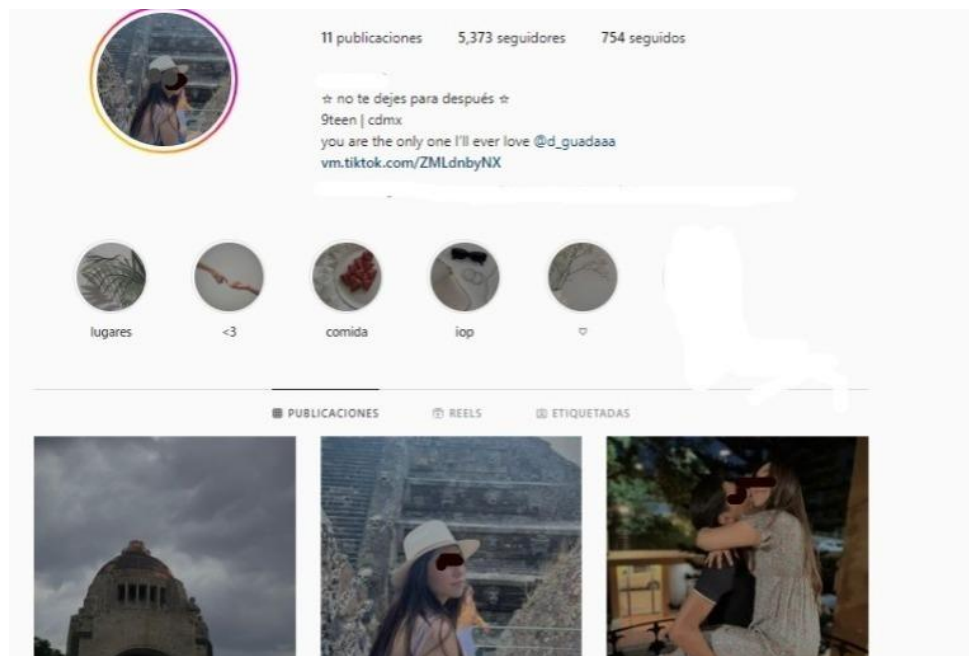 11 publicaciones 5,373 seguidores 754 seguidos
☆ no te dejes para después ☆
9teen | cdmx
you are the only one I'll ever love @d_guadaaa
vm.tiktok.com/ZMLdnbyNX
lugares <3 comida iop ♡
PUBLICACIONES REELS ETIQUETADAS